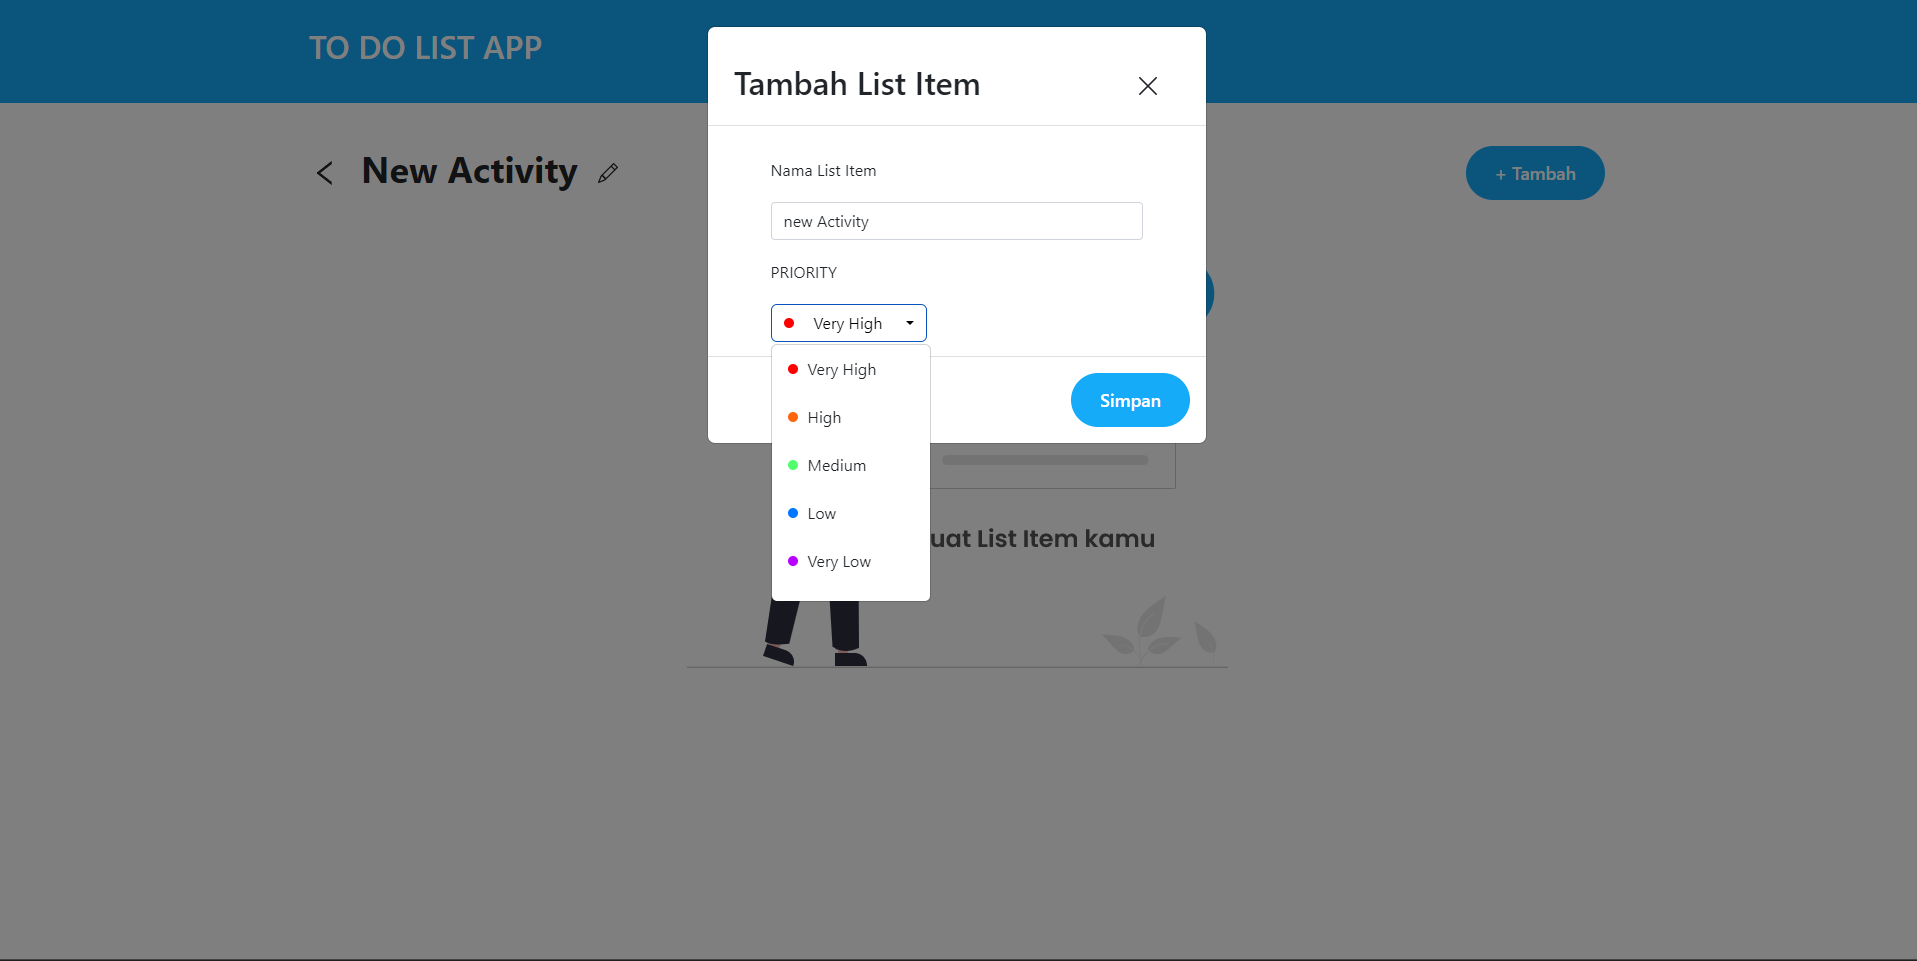 TO DO LIST APP
New Activity
+ Tambah
Tambah List Item
Nama List Item
new Activity
PRIORITY
Very High
Very High
High
Medium
Low
Very Low
Simpan
List Item kamu